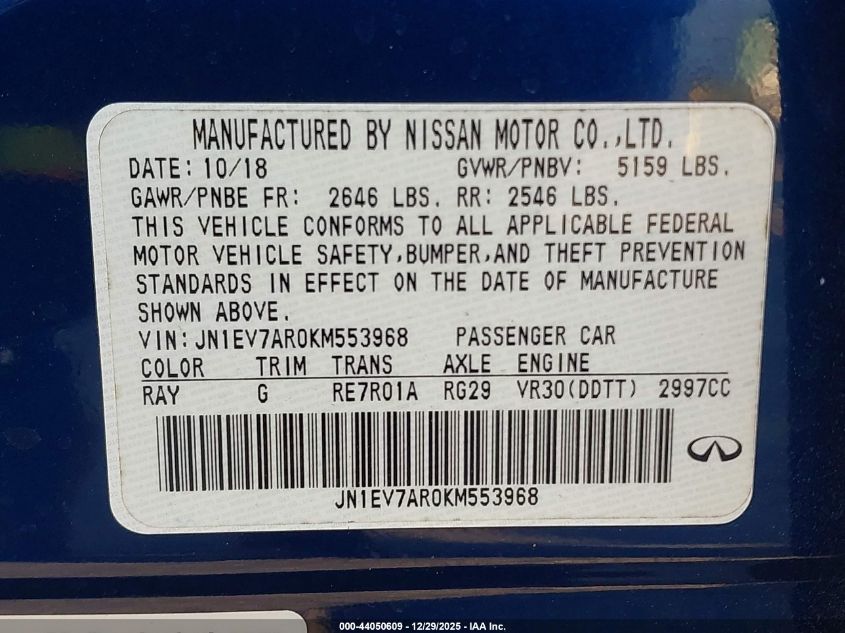 MANUFACTURED BY NISSAN MOTOR CO.,LTD.
DATE: 10/18 GVWR/PNBV: 5159 LBS.
GAWR/PNBE FR: 2646 LBS. RR: 2546 LBS.
THIS VEHICLE CONFORMS TO ALL APPLICABLE FEDERAL
MOTOR VEHICLE SAFETY,BUMPER,AND THEFT PREVENTION
STANDARDS IN EFFECT ON THE DATE OF MANUFACTURE
SHOWN ABOVE.
VIN: JN1EV7AR0KM553968 PASSENGER CAR
COLOR TRIM TRANS AXLE ENGINE
RAY G RE7R01A RG29 VR30(DDTT) 2997CC
JN1EV7AR0KM553968
000-44050609 - 12/29/2025 - IAA Inc.